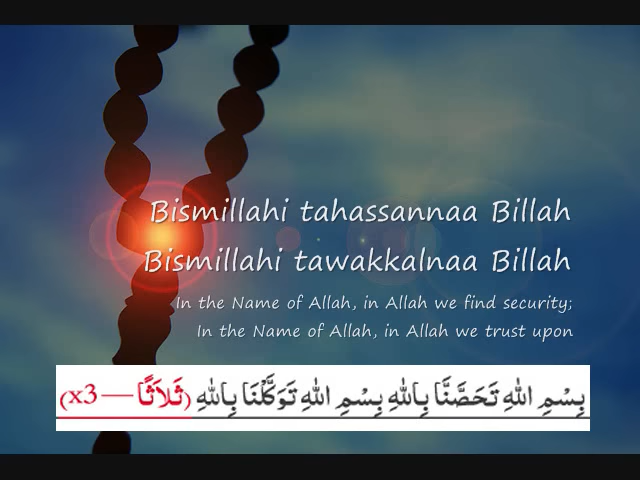 Bismillahi tahassannaa Billah
Bismillahi tawakkalnaa Billah
In the Name of Allah, in Allah we find security;
In the Name of Allah, in Allah we trust upon
بِسْمِ اللهِ تَحَصَّنَّا بِاللهِ بِسْمِ اللهِ تَوَكَّلْنَا بِاللهِ (ثَلاَثًا—x3)